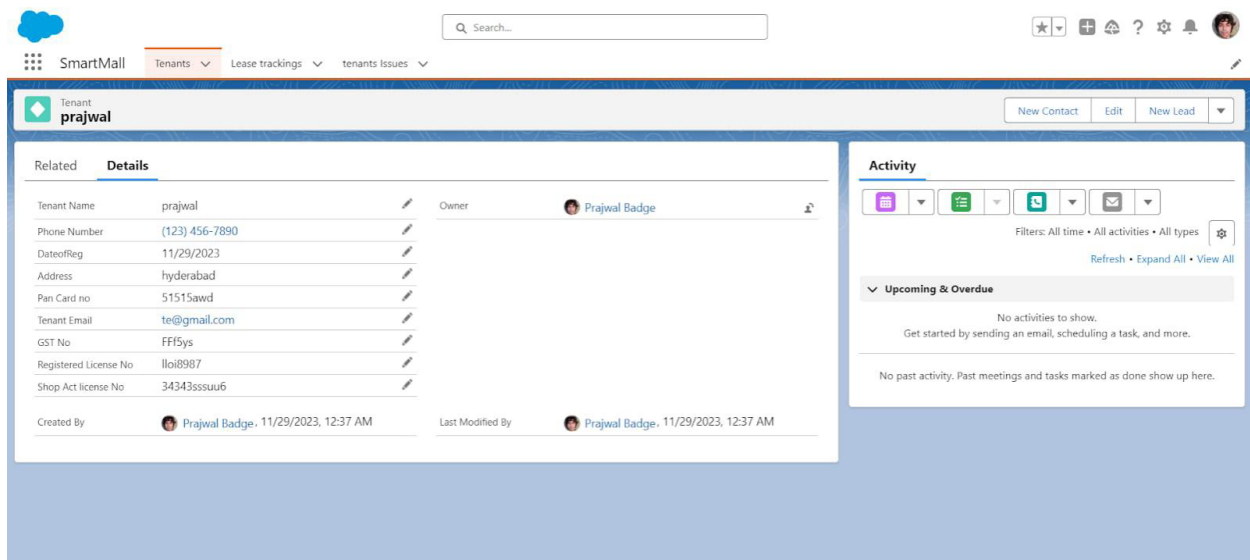 Search...
SmartMall Tenants Lease trackings tenants Issues
Tenant
prajwal
New Contact Edit New Lead
Related Details
Tenant Name prajwal
Owner Prajwal Badge
Phone Number (123) 456-7890
DateofReg 11/29/2023
Address hyderabad
Pan Card no 51515awd
Tenant Email te@gmail.com
GST No FFf5ys
Registered License No lloi8987
Shop Act license No 34343sssuu6
Created By Prajwal Badge, 11/29/2023, 12:37 AM
Last Modified By Prajwal Badge, 11/29/2023, 12:37 AM
Activity
Filters: All time • All activities • All types
Refresh • Expand All • View All
Upcoming & Overdue
No activities to show.
Get started by sending an email, scheduling a task, and more.
No past activity. Past meetings and tasks marked as done show up here.